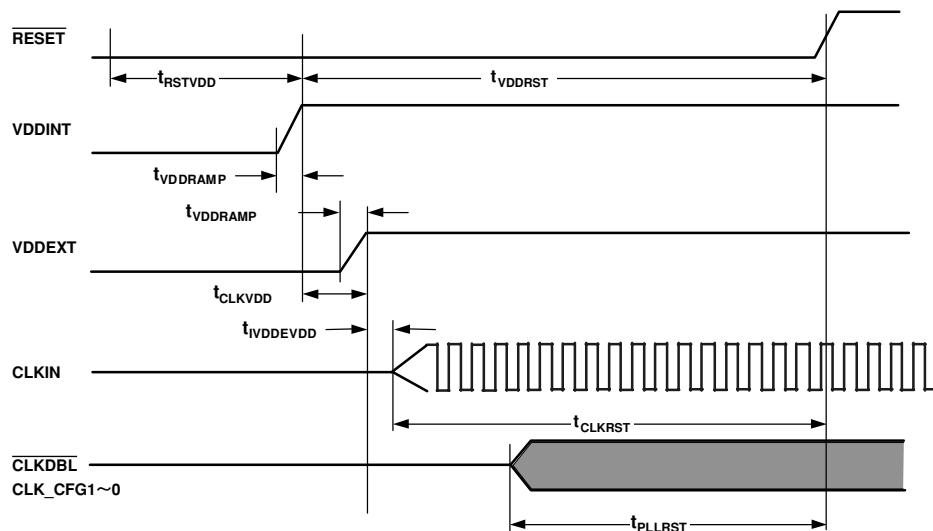 RESET
tRSTVDD
tVDDRST
VDDINT
tVDDRAMP
tVDDRAMP
VDDEXT
tCLKVDD
tIVDDEVDD
CLKIN
tCLKRST
CLKDBL
CLK_CFG1~0
tPLLRST